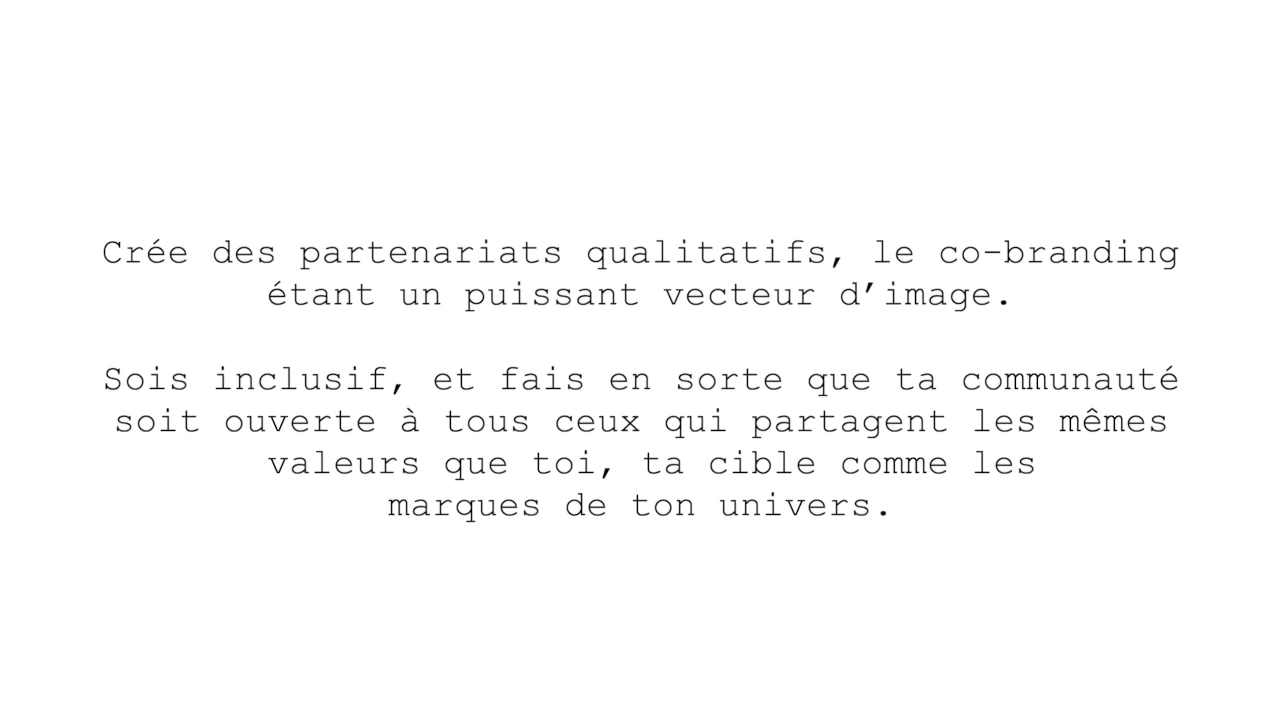 Crée des partenariats qualitatifs, le co-branding
étant un puissant vecteur d’image.
Sois inclusif, et fais en sorte que ta communauté
soit ouverte à tous ceux qui partagent les mêmes
valeurs que toi, ta cible comme les
marques de ton univers.